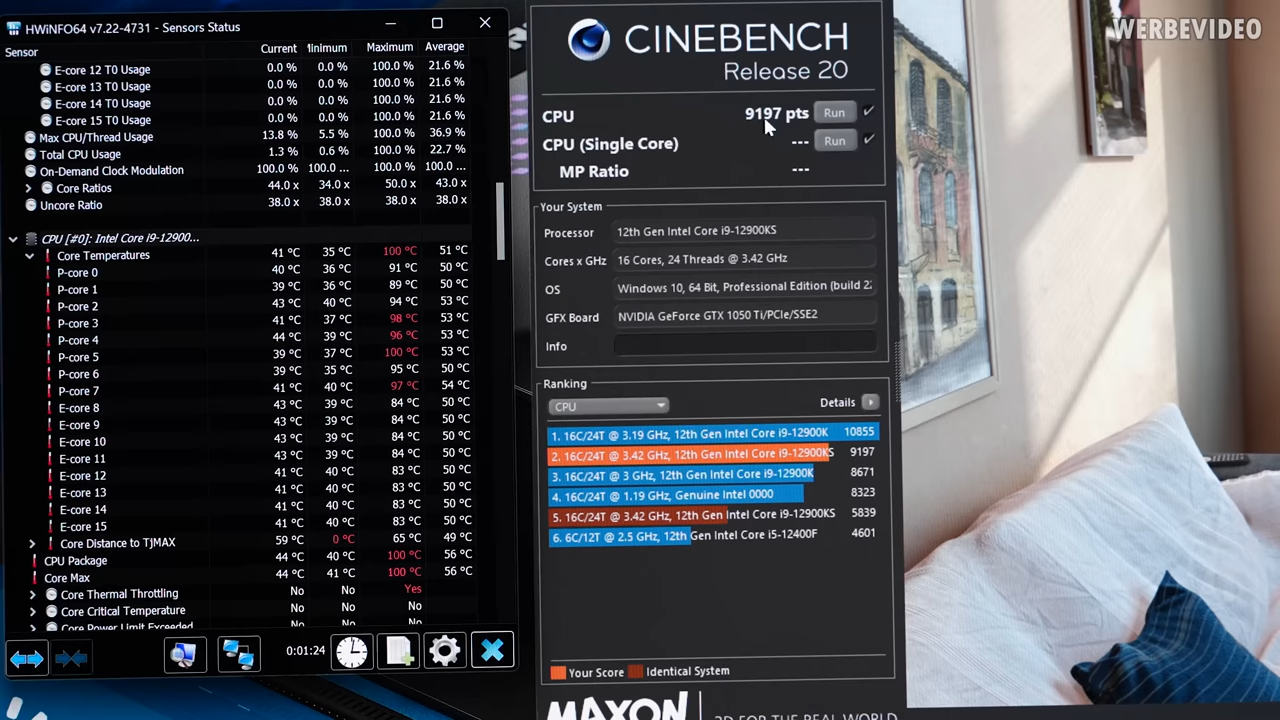 HWiNFO64 v7.22-4731 - Sensors Status
Sensor Current Minimum Maximum Average
E-core 12 T0 Usage 0.0 % 0.0 % 100.0 % 21.6 %
E-core 13 T0 Usage 0.0 % 0.0 % 100.0 % 21.6 %
E-core 14 T0 Usage 0.0 % 0.0 % 100.0 % 21.6 %
E-core 15 T0 Usage 0.0 % 0.0 % 100.0 % 21.6 %
Max CPU/Thread Usage 13.8 % 5.5 % 100.0 % 36.9 %
Total CPU Usage 1.3 % 0.6 % 100.0 % 22.7 %
On-Demand Clock Modulation 100.0 % 100.0 ... 100.0 % 100.0 ...
Core Ratios 44.0 x 34.0 x 50.0 x 43.0 x
Uncore Ratio 38.0 x 38.0 x 38.0 x 38.0 x
CPU [#0]: Intel Core i9-12900...
Core Temperatures 41 °C 35 °C 100 °C 51 °C
P-core 0 40 °C 36 °C 91 °C 50 °C
P-core 1 39 °C 36 °C 89 °C 50 °C
P-core 2 43 °C 40 °C 94 °C 53 °C
P-core 3 41 °C 37 °C 98 °C 53 °C
P-core 4 44 °C 39 °C 96 °C 53 °C
P-core 5 39 °C 37 °C 100 °C 53 °C
P-core 6 39 °C 35 °C 95 °C 50 °C
P-core 7 41 °C 40 °C 97 °C 54 °C
E-core 8 43 °C 39 °C 84 °C 50 °C
E-core 9 43 °C 39 °C 84 °C 50 °C
E-core 10 43 °C 39 °C 84 °C 50 °C
E-core 11 43 °C 39 °C 84 °C 50 °C
E-core 12 41 °C 40 °C 83 °C 50 °C
E-core 13 41 °C 40 °C 83 °C 50 °C
E-core 14 41 °C 40 °C 83 °C 50 °C
E-core 15 41 °C 40 °C 83 °C 50 °C
Core Distance to TjMAX 59 °C 0 °C 65 °C 49 °C
CPU Package 44 °C 40 °C 100 °C 56 °C
Core Max 44 °C 41 °C 100 °C 56 °C
Core Thermal Throttling No No Yes
Core Critical Temperature No No No
Core Power Limit Exceeded No No No
0:01:24
CINEBENCH
Release 20
CPU 9197 pts Run
CPU (Single Core) --- Run
MP Ratio ---
Your System
Processor 12th Gen Intel Core i9-12900KS
Cores x GHz 16 Cores, 24 Threads @ 3.42 GHz
OS Windows 10, 64 Bit, Professional Edition (build 22
GFX Board NVIDIA GeForce GTX 1050 Ti/PCIe/SSE2
Info
Ranking
CPU Details
1. 16C/24T @ 3.19 GHz, 12th Gen Intel Core i9-12900K 10855
2. 16C/24T @ 3.42 GHz, 12th Gen Intel Core i9-12900KS 9197
3. 16C/24T @ 3 GHz, 12th Gen Intel Core i9-12900K 8671
4. 16C/24T @ 1.19 GHz, Genuine Intel 0000 8323
5. 16C/24T @ 3.42 GHz, 12th Gen Intel Core i9-12900KS 5839
6. 6C/12T @ 2.5 GHz, 12th Gen Intel Core i5-12400F 4601
Your Score Identical System
MAXON 3D FOR THE REAL WORLD
WERBEVIDEO